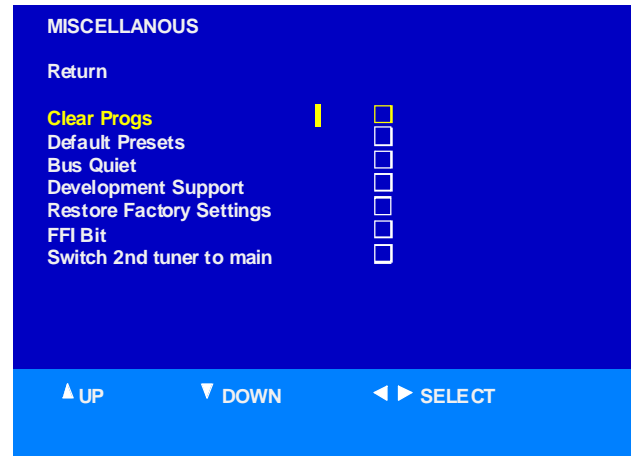 MISCELLANOUS
Return
Clear Progs
Default Presets
Bus Quiet
Development Support
Restore Factory Settings
FFI Bit
Switch 2nd tuner to main
UP DOWN SELECT